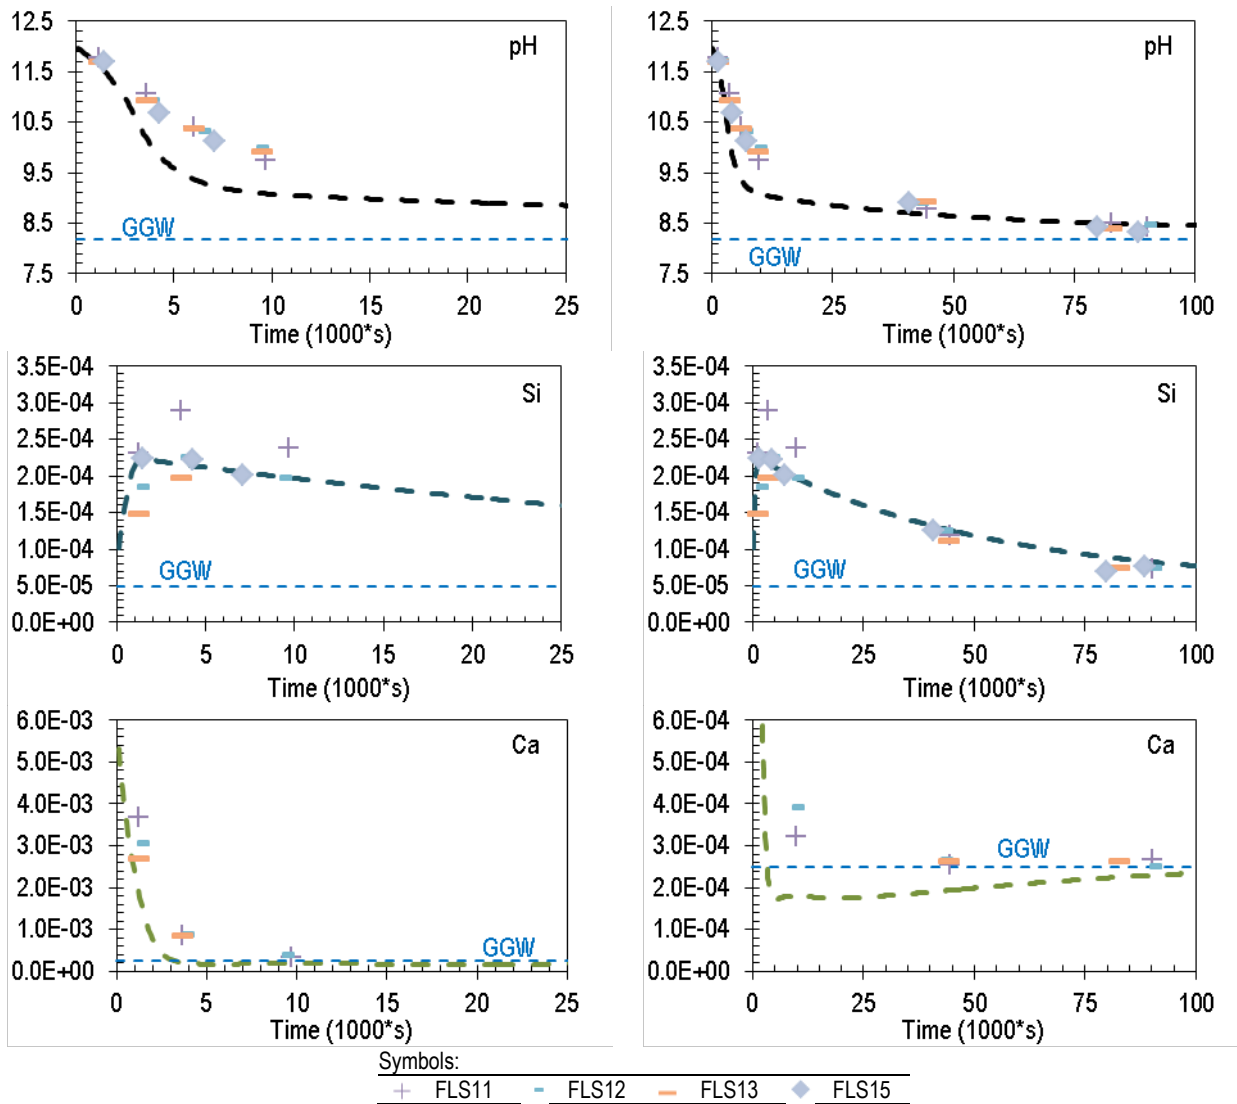 12.5
11.5
10.5
9.5
8.5
7.5
pH
GGW
0 5 10 15 20 25
Time (1000*s)
12.5
11.5
10.5
9.5
8.5
7.5
pH
GGW
0 25 50 75 100
Time (1000*s)
3.5E-04
3.0E-04
2.5E-04
2.0E-04
1.5E-04
1.0E-04
5.0E-05
0.0E+00
Si
GGW
0 5 10 15 20 25
Time (1000*s)
3.5E-04
3.0E-04
2.5E-04
2.0E-04
1.5E-04
1.0E-04
5.0E-05
0.0E+00
Si
GGW
0 25 50 75 100
Time (1000*s)
6.0E-03
5.0E-03
4.0E-03
3.0E-03
2.0E-03
1.0E-03
0.0E+00
Ca
GGW
0 5 10 15 20 25
Time (1000*s)
6.0E-04
5.0E-04
4.0E-04
3.0E-04
2.0E-04
1.0E-04
0.0E+00
Ca
GGW
0 25 50 75 100
Time (1000*s)
Symbols:
FLS11 FLS12 FLS13 FLS15